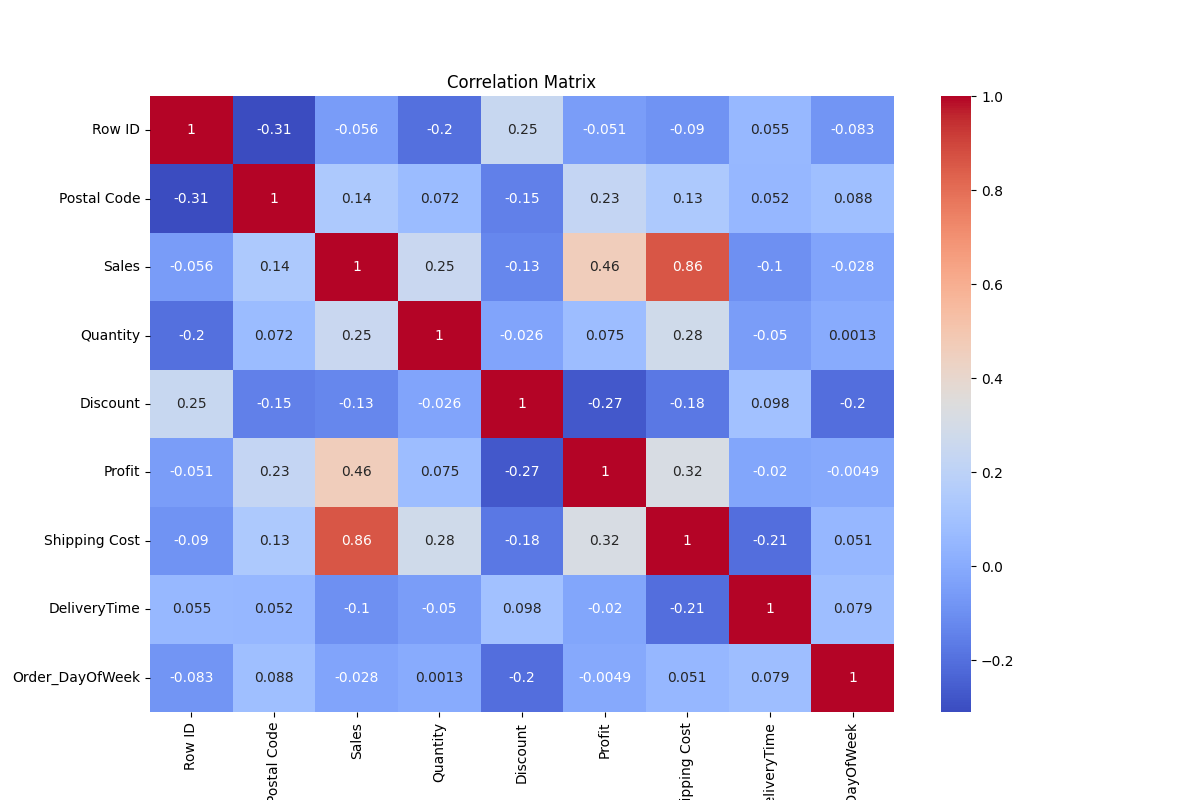 Correlation Matrix
Row ID 1 -0.31 -0.056 -0.2 0.25 -0.051 -0.09 0.055 -0.083
Postal Code -0.31 1 0.14 0.072 -0.15 0.23 0.13 0.052 0.088
Sales -0.056 0.14 1 0.25 -0.13 0.46 0.86 -0.1 -0.028
Quantity -0.2 0.072 0.25 1 -0.026 0.075 0.28 -0.05 0.0013
Discount 0.25 -0.15 -0.13 -0.026 1 -0.27 -0.18 0.098 -0.2
Profit -0.051 0.23 0.46 0.075 -0.27 1 0.32 -0.02 -0.0049
Shipping Cost -0.09 0.13 0.86 0.28 -0.18 0.32 1 -0.21 0.051
DeliveryTime 0.055 0.052 -0.1 -0.05 0.098 -0.02 -0.21 1 0.079
Order_DayOfWeek -0.083 0.088 -0.028 0.0013 -0.2 -0.0049 0.051 0.079 1
Row ID
Postal Code
Sales
Quantity
Discount
Profit
ipping Cost
eliveryTime
DayOfWeek
1.0
0.8
0.6
0.4
0.2
0.0
−0.2